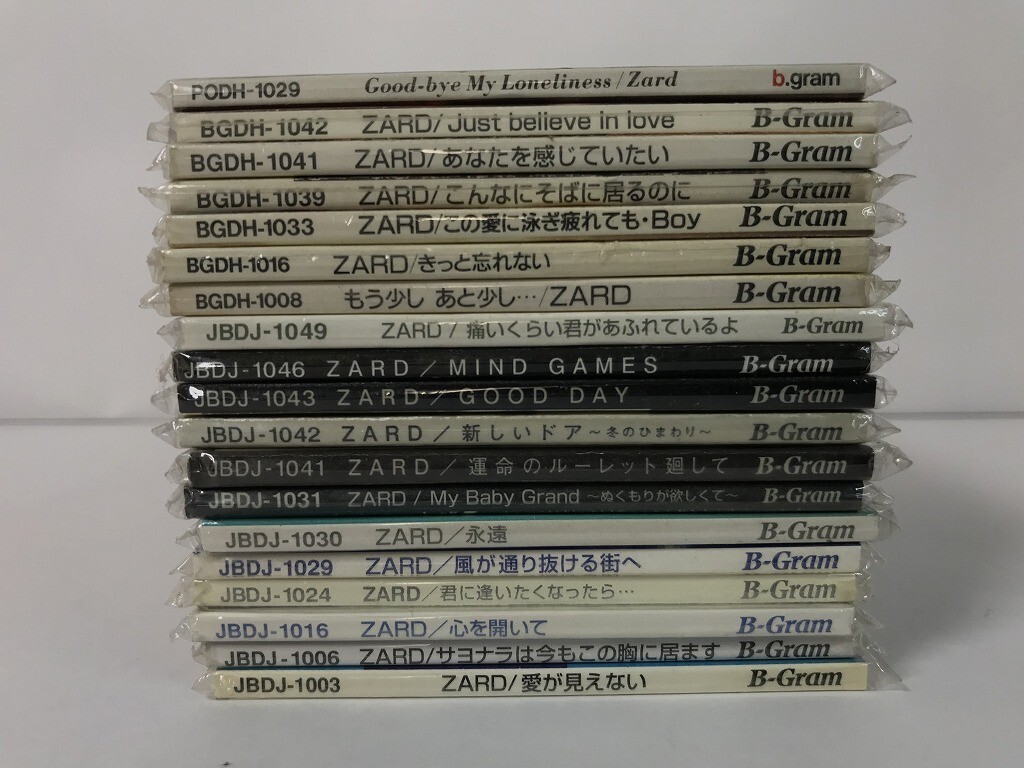 PODH-1029 Good-bye My Loneliness/Zard b.gram
BGDH-1042 ZARD/Just believe in love B-Gram
BGDH-1041 ZARD/あなたを感じていたい B-Gram
BGDH-1039 ZARD/こんなにそばに居るのに B-Gram
BGDH-1033 ZARD/この愛に泳ぎ疲れても・Boy B-Gram
BGDH-1016 ZARD/きっと忘れない B-Gram
BGDH-1008 もう少し あと少し…/ZARD B-Gram
JBDJ-1049 ZARD/痛いくらい君があふれているよ B-Gram
JBDJ-1046 ZARD/MIND GAMES B-Gram
JBDJ-1043 ZARD/GOOD DAY B-Gram
JBDJ-1042 ZARD/新しいドア～冬のひまわり～ B-Gram
JBDJ-1041 ZARD/運命のルーレット廻して B-Gram
JBDJ-1031 ZARD/My Baby Grand ～ぬくもりが欲しくて～ B-Gram
JBDJ-1030 ZARD/永遠 B-Gram
JBDJ-1029 ZARD/風が通り抜ける街へ B-Gram
JBDJ-1024 ZARD/君に逢いたくなったら… B-Gram
JBDJ-1016 ZARD/心を開いて B-Gram
JBDJ-1006 ZARD/サヨナラは今もこの胸に居ます B-Gram
JBDJ-1003 ZARD/愛が見えない B-Gram